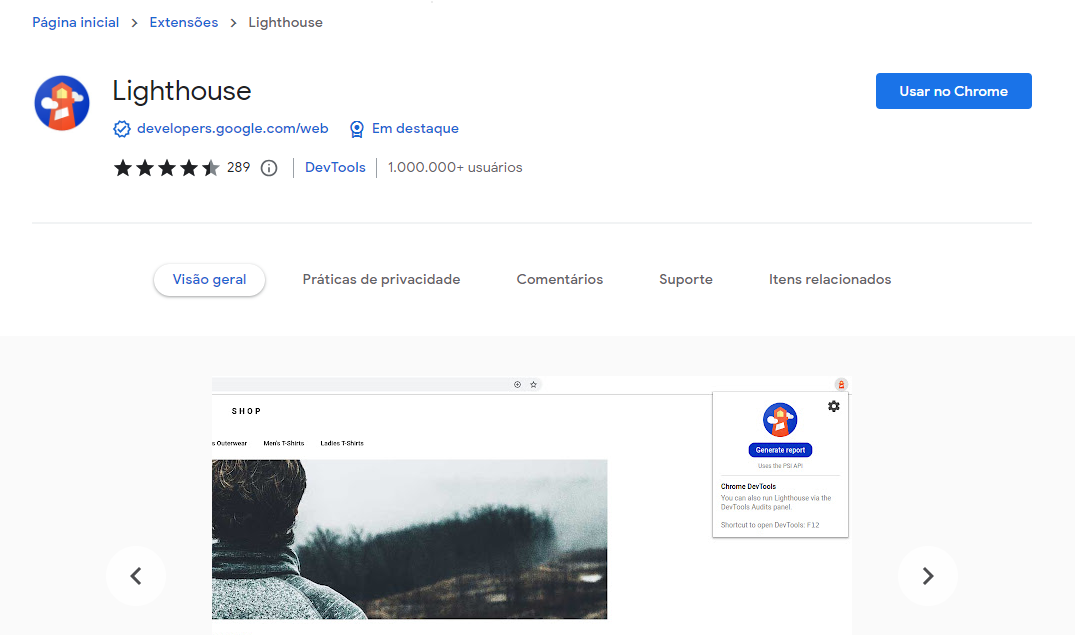 Página inicial > Extensões > Lighthouse
Lighthouse
Usar no Chrome
developers.google.com/web Em destaque
289 DevTools 1.000.000+ usuários
Visão geral Práticas de privacidade Comentários Suporte Itens relacionados
SHOP
s Outerwear Men's T-Shirts Ladies T-Shirts
Generate report
Uses the PSI API
Chrome DevTools
You can also run Lighthouse via the
DevTools Audits panel.
Shortcut to open DevTools: F12